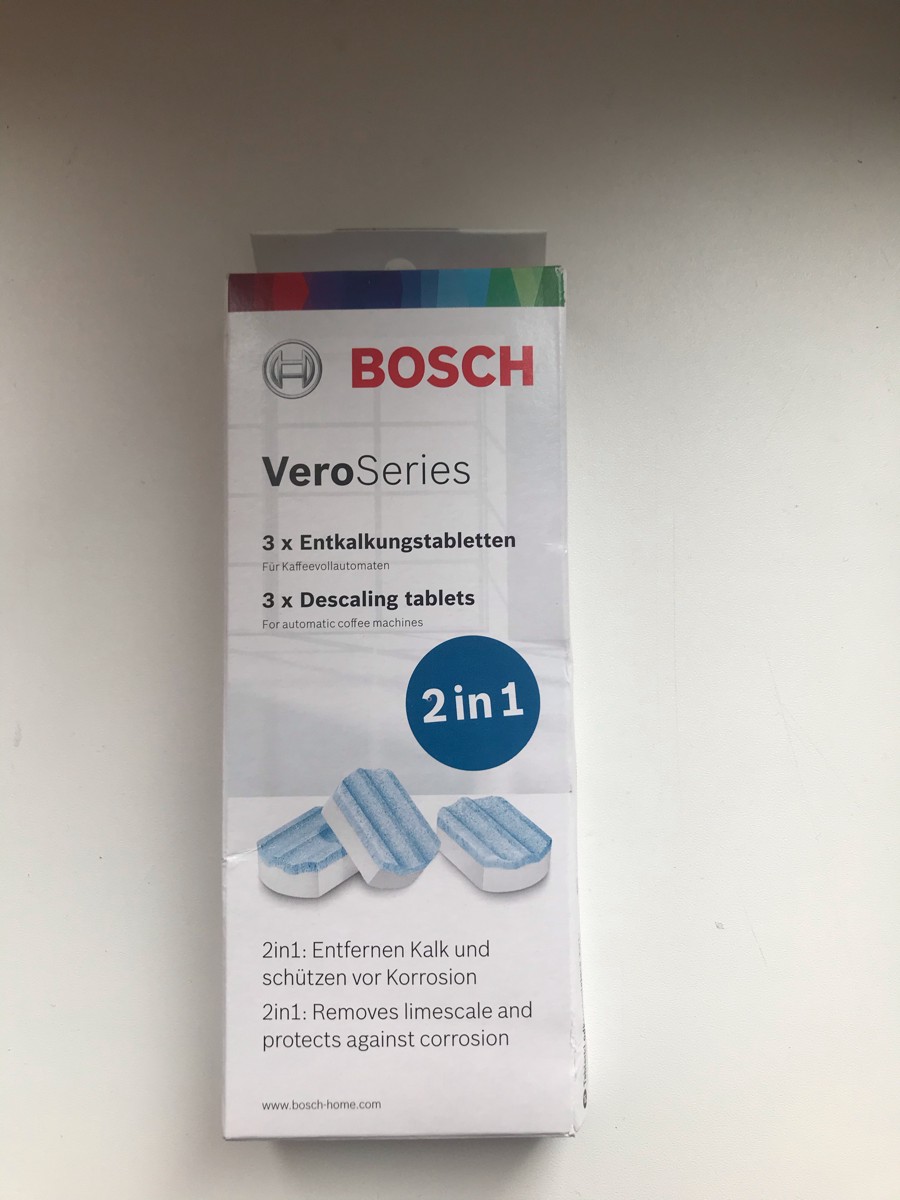 BOSCH
VeroSeries
3 x Entkalkungstabletten
Für Kaffeevollautomaten
3 x Descaling tablets
For automatic coffee machines
2 in 1
2in1: Entfernen Kalk und
schützen vor Korrosion
2in1: Removes limescale and
protects against corrosion
www.bosch-home.com